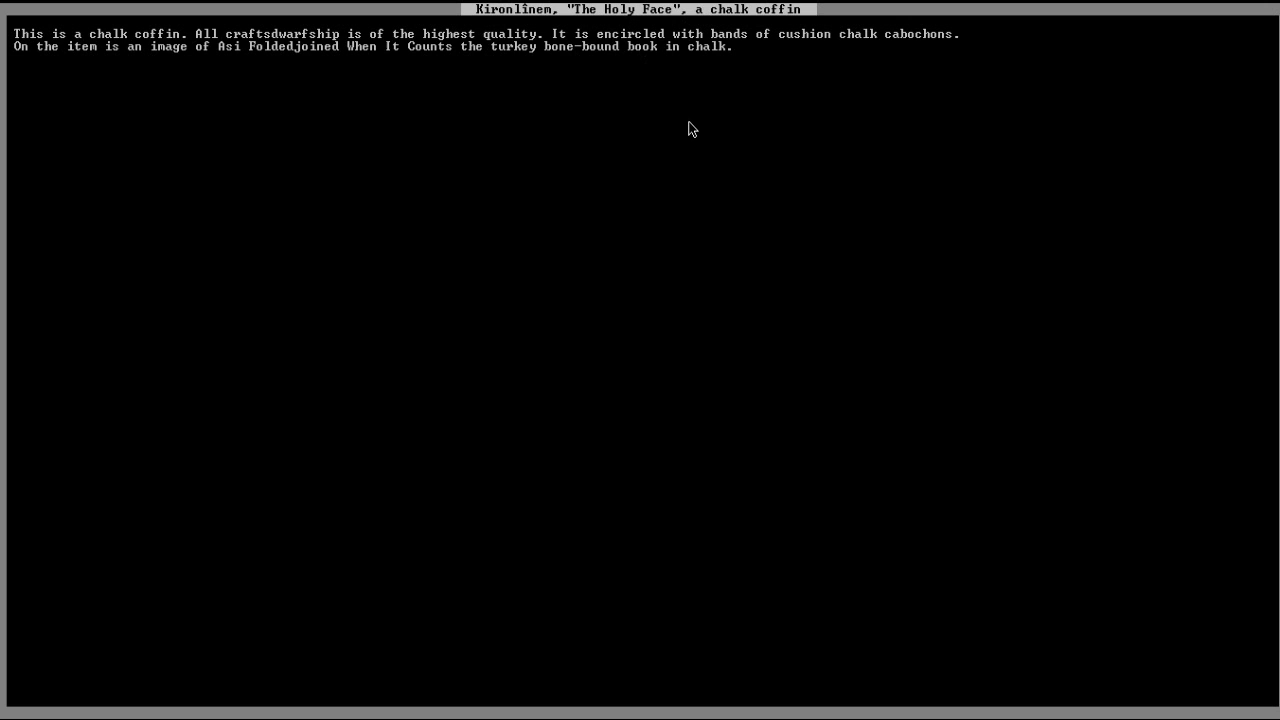 Kironlînem, "The Holy Face", a chalk coffin
This is a chalk coffin. All craftsdwarfship is of the highest quality. It is encircled with bands of cushion chalk cabochons.
On the item is an image of Asi Foldedjoined When It Counts the turkey bone-bound book in chalk.